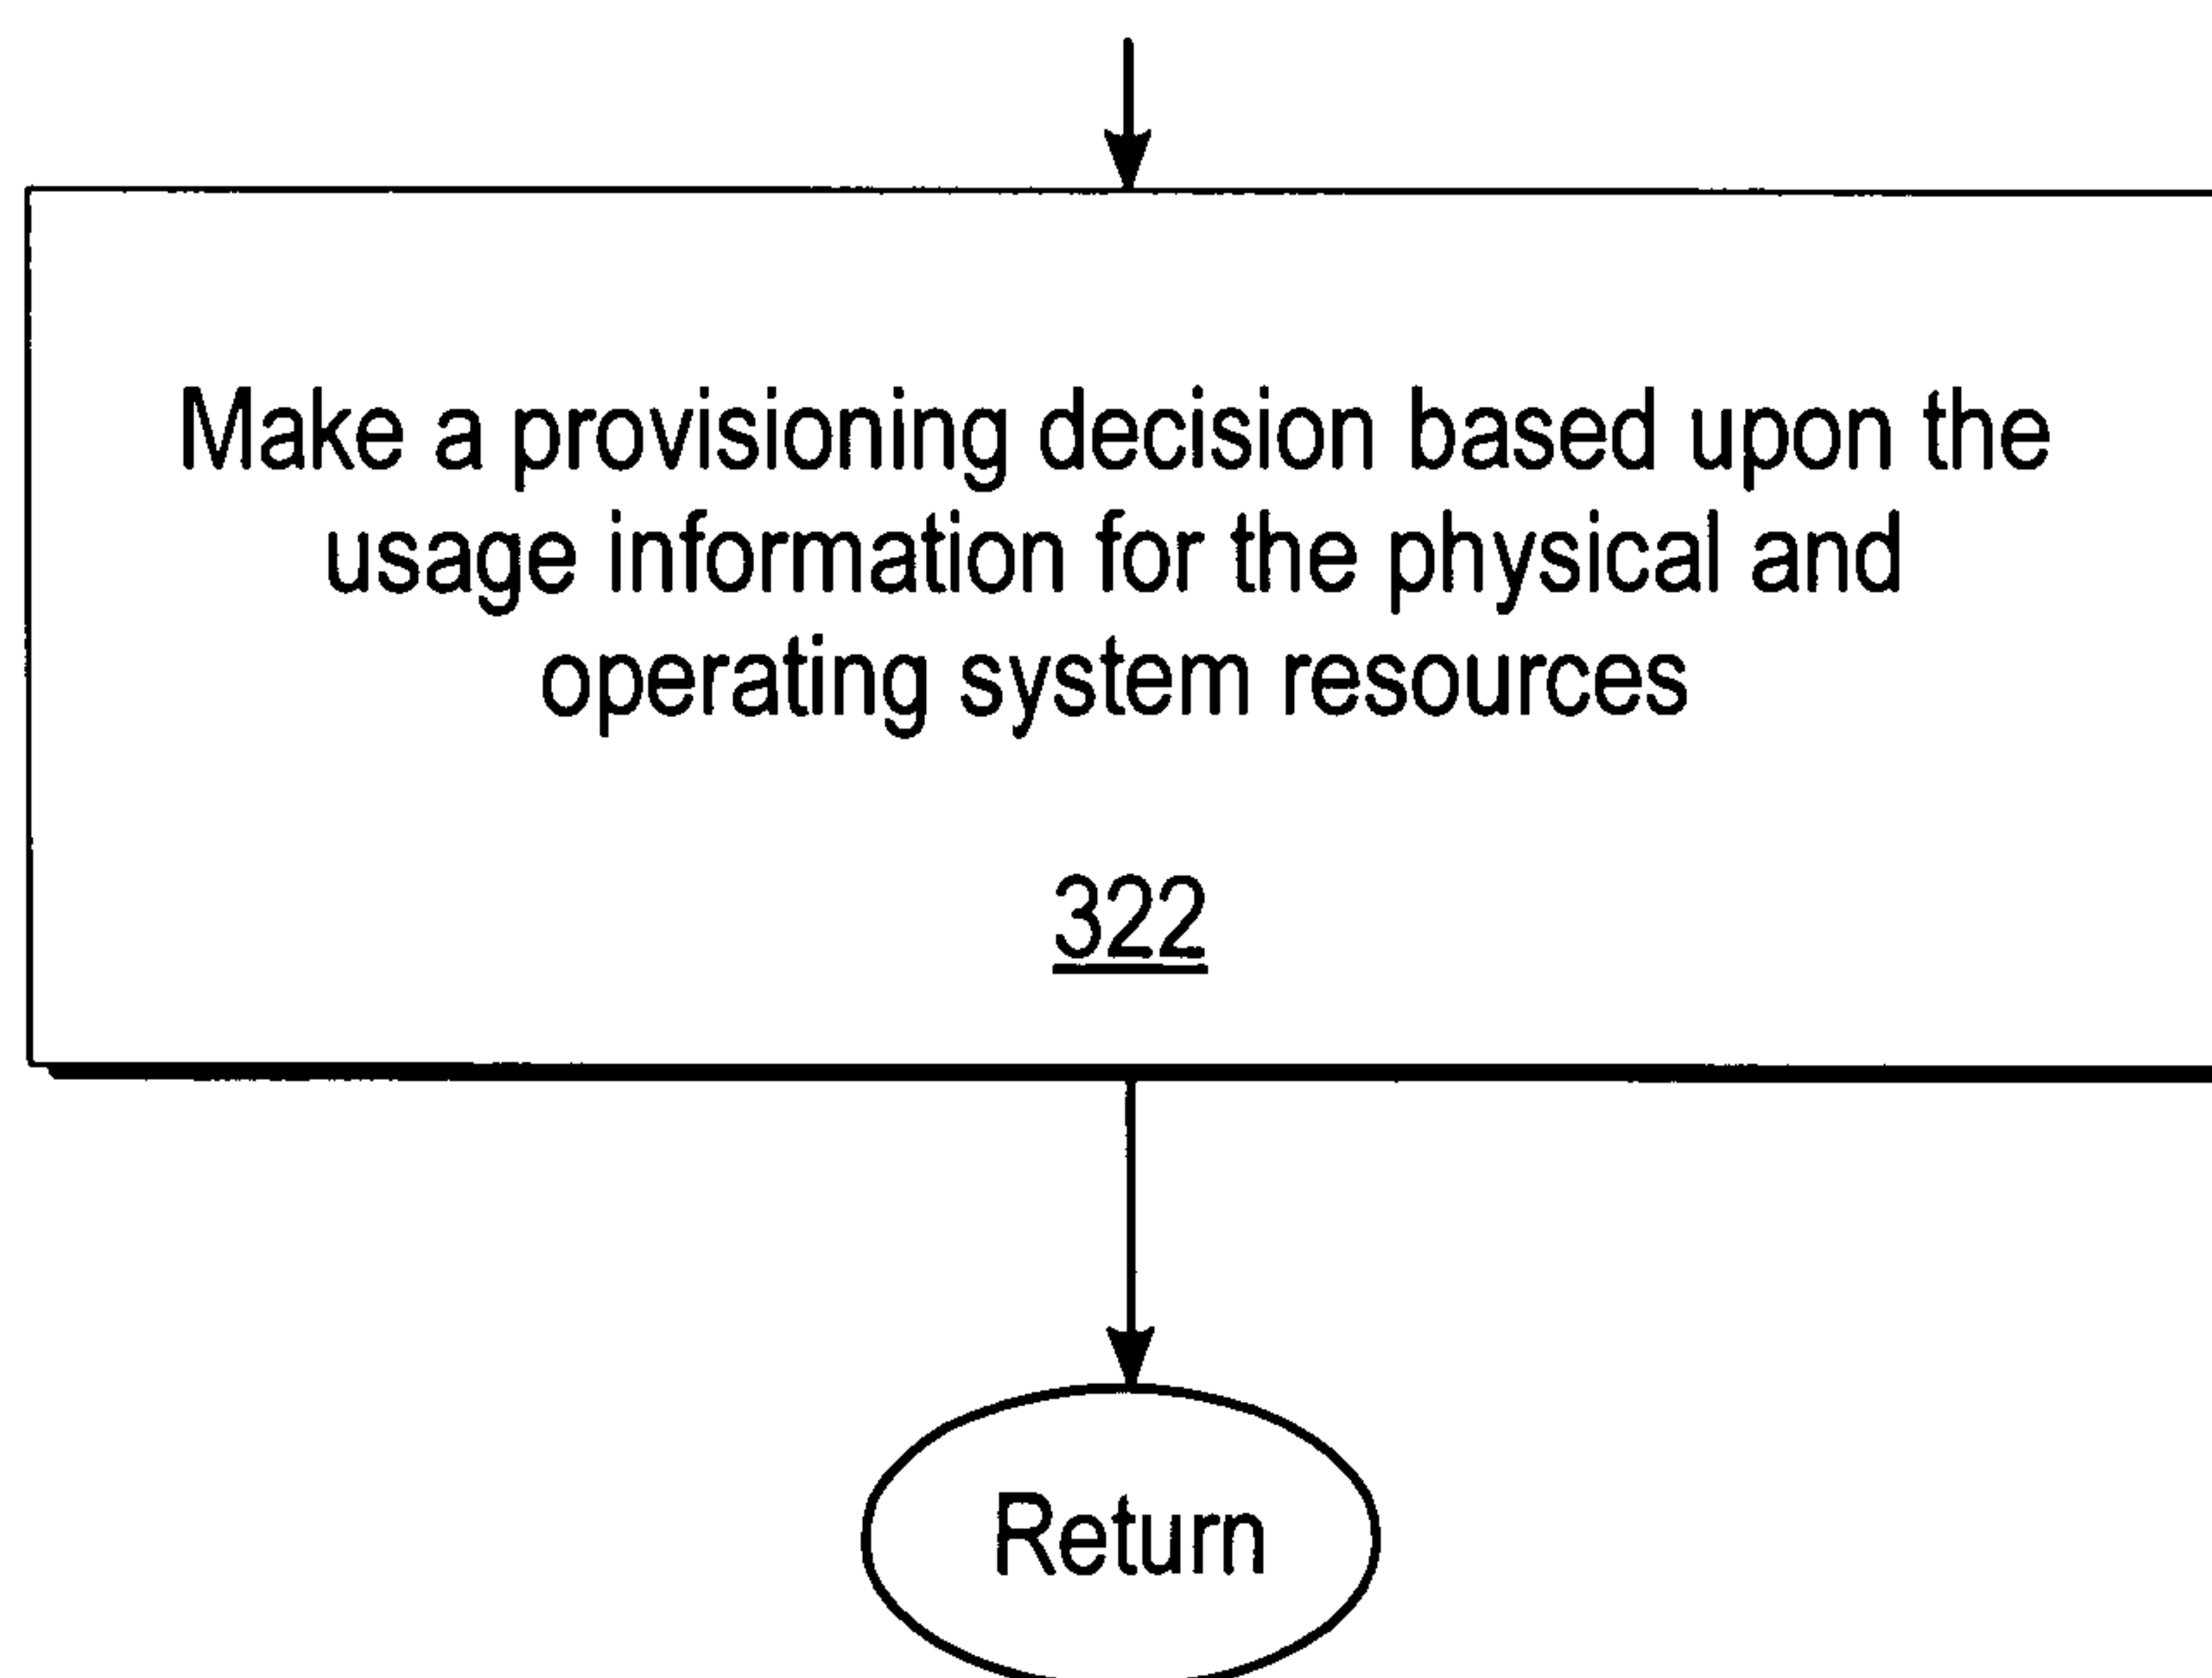 Make a provisioning decision based upon the
usage information for the physical and
operating system resources
322
Return